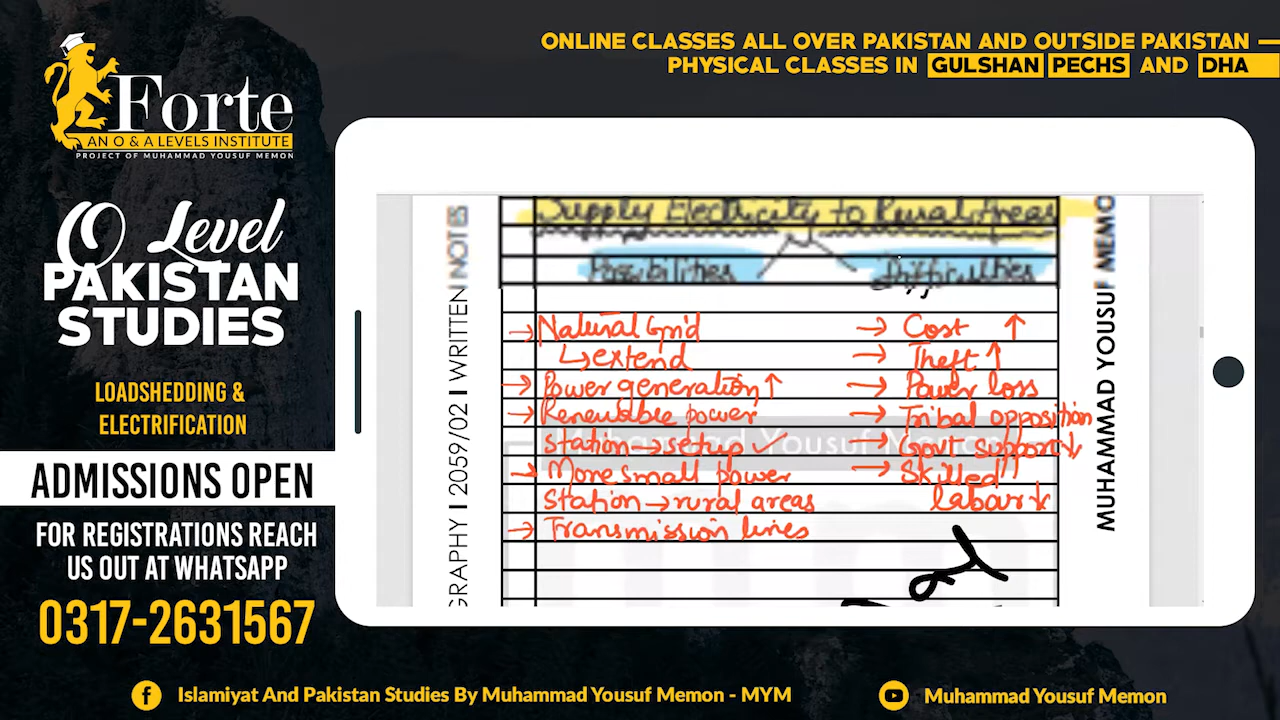 Forte
AN O & A LEVELS INSTITUTE
PROJECT OF MUHAMMAD YOUSUF MEMON
ONLINE CLASSES ALL OVER PAKISTAN AND OUTSIDE PAKISTAN
PHYSICAL CLASSES IN GULSHAN PECHS AND DHA
O Level
PAKISTAN
STUDIES
LOADSHEDDING &
ELECTRIFICATION
ADMISSIONS OPEN
FOR REGISTRATIONS REACH
US OUT AT WHATSAPP
0317-2631567
GRAPHY I 2059/02 I WRITTEN NOTES
Supply Electricity to Rural Areas
Possibilities
Difficulties
→ Natural Grid
↳ extend
→ Power generation ↑
→ Renewable power
Station → setup ✓
→ More small power
Station → rural areas
→ Transmission lines
→ Cost ↑
→ Theft ↑
→ Power loss
→ Tribal opposition
→ Govt support ↓
→ Skilled
labour ↓
Muhammad Yousuf Memon
MUHAMMAD YOUSUF MEMO
Islamiyat And Pakistan Studies By Muhammad Yousuf Memon - MYM
Muhammad Yousuf Memon